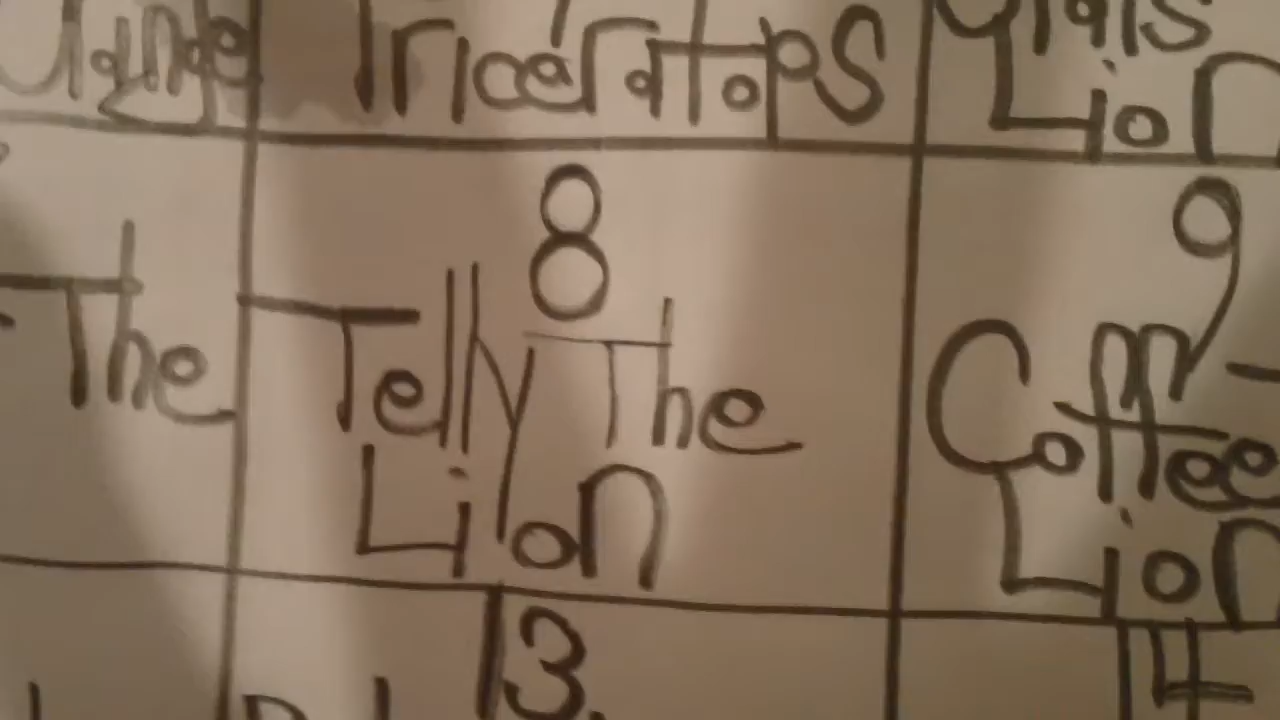 Triceratops
Lion
8
Telly The
Lion
The
9
Coffee
Lion
13.
14